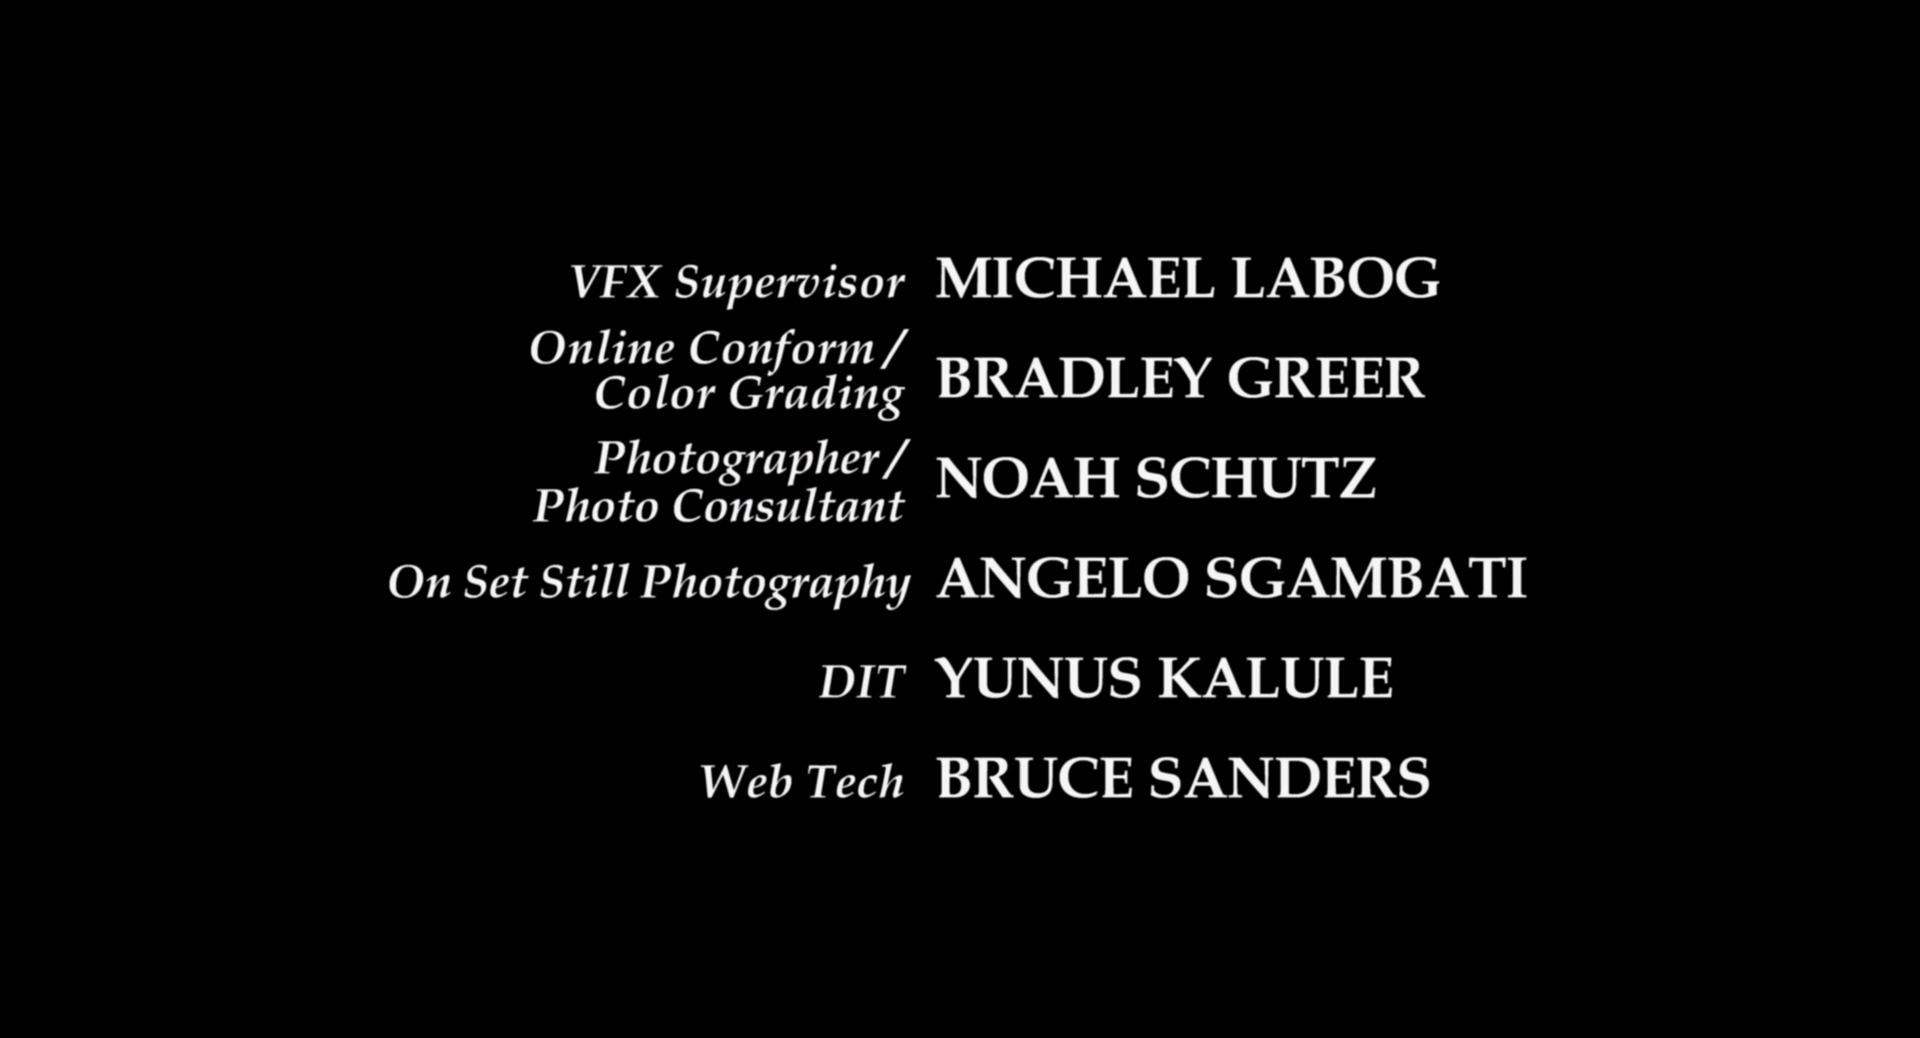 VFX Supervisor MICHAEL LABOG
Online Conform /
Color Grading BRADLEY GREER
Photographer /
Photo Consultant NOAH SCHUTZ
On Set Still Photography ANGELO SGAMBATI
DIT YUNUS KALULE
Web Tech BRUCE SANDERS